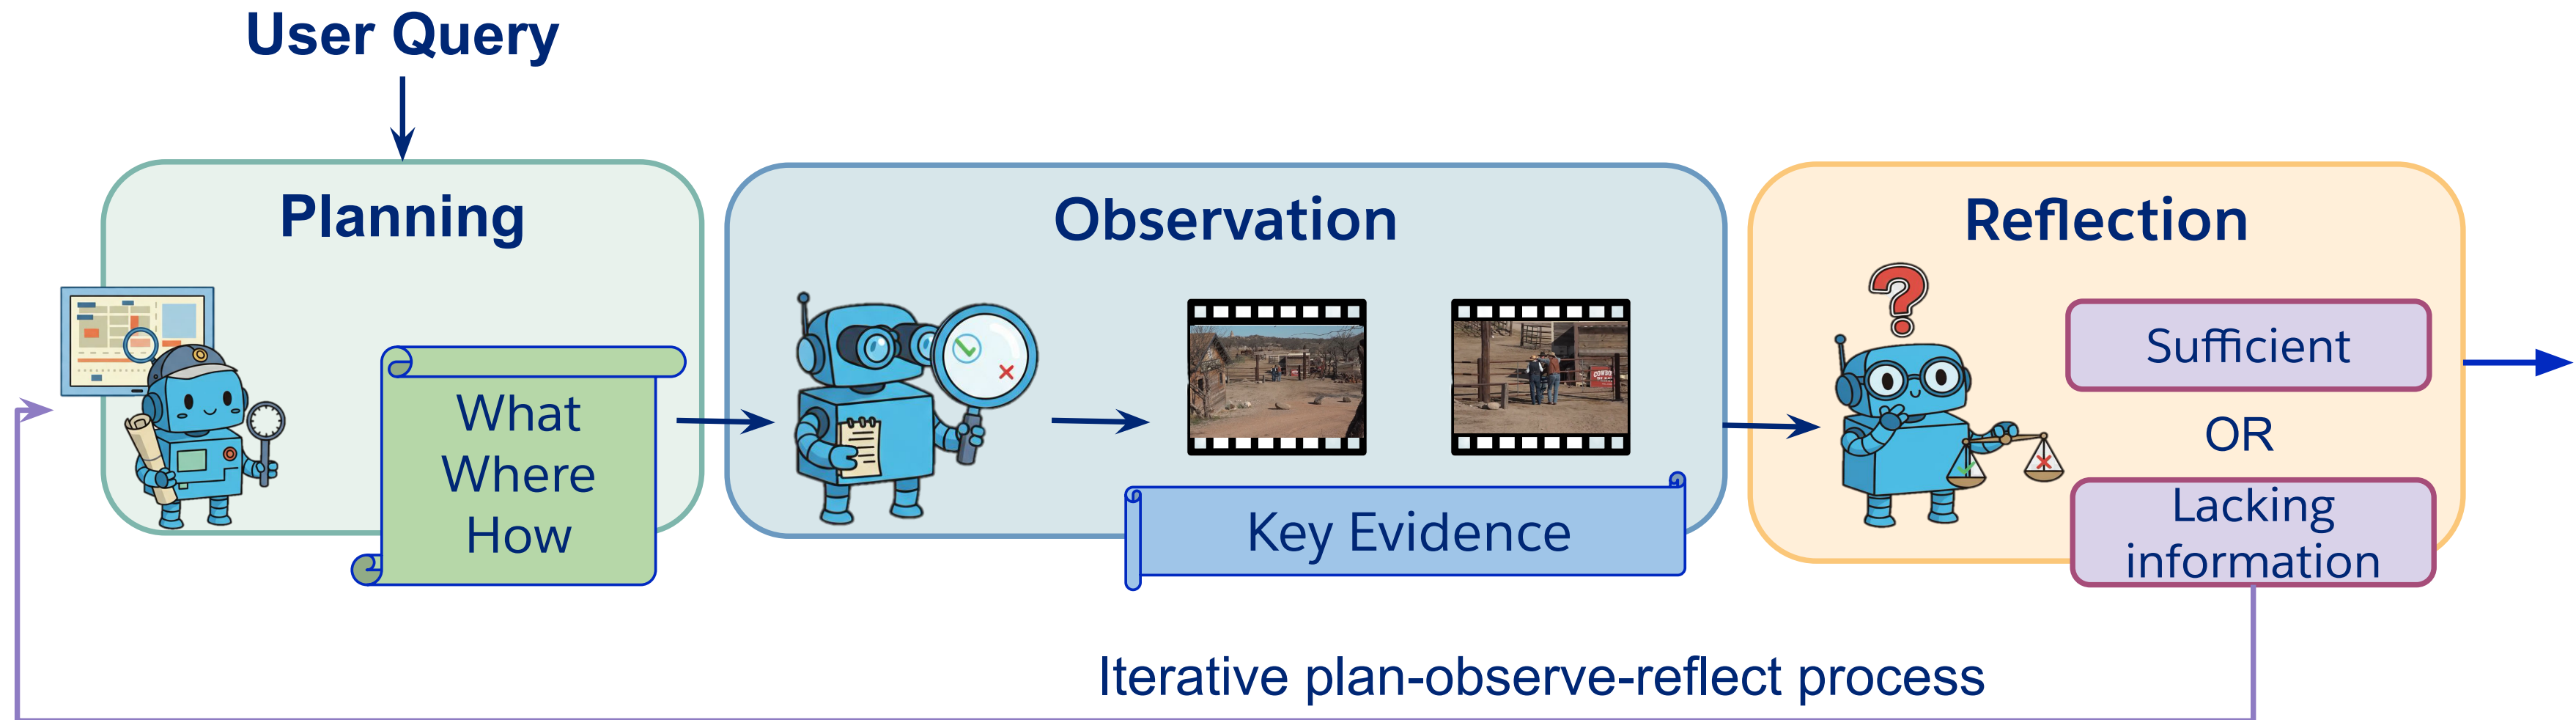 User Query
Planning
What
Where
How
Observation
Key Evidence
Reflection
Sufficient
OR
Lacking
information
Iterative plan-observe-reflect process